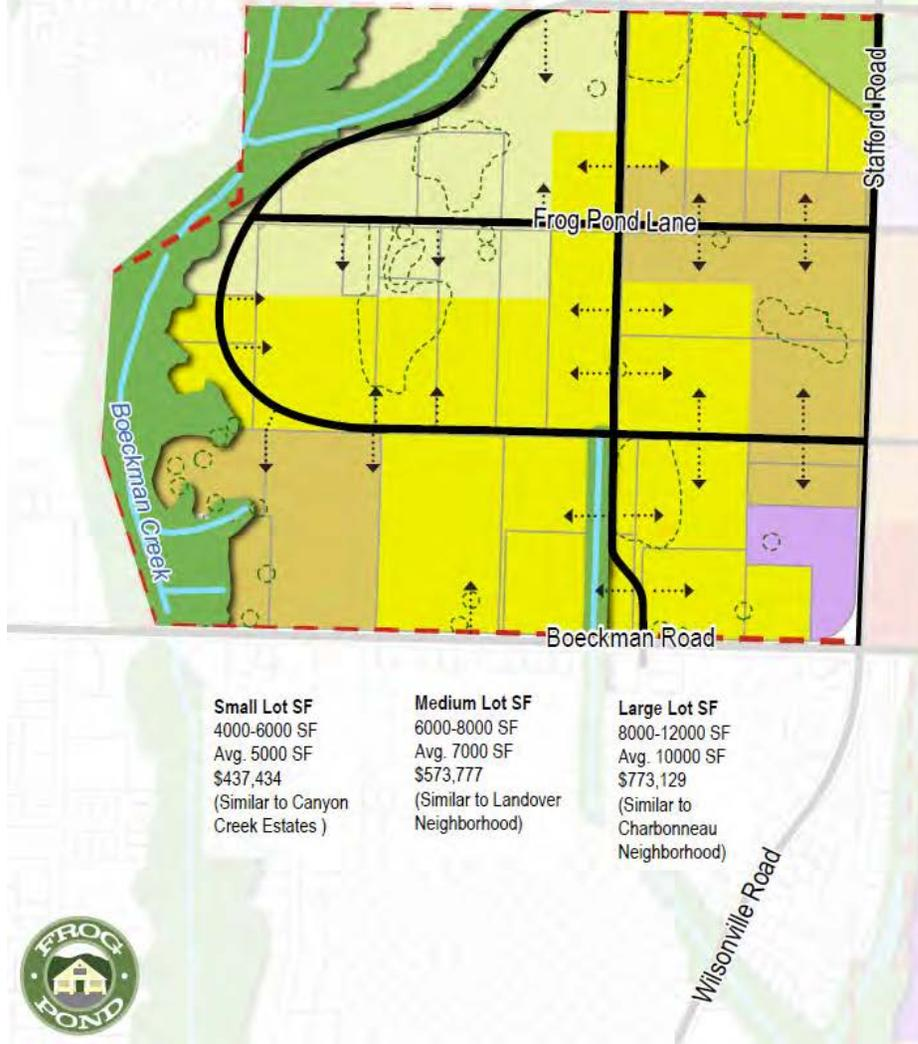 Stafford Road
Frog Pond Lane
Boeckman Creek
Boeckman Road
Small Lot SF
4000-6000 SF
Avg. 5000 SF
$437,434
(Similar to Canyon
Creek Estates )
Medium Lot SF
6000-8000 SF
Avg. 7000 SF
$573,777
(Similar to Landover
Neighborhood)
Large Lot SF
8000-12000 SF
Avg. 10000 SF
$773,129
(Similar to
Charbonneau
Neighborhood)
Wilsonville Road
FROG
POND